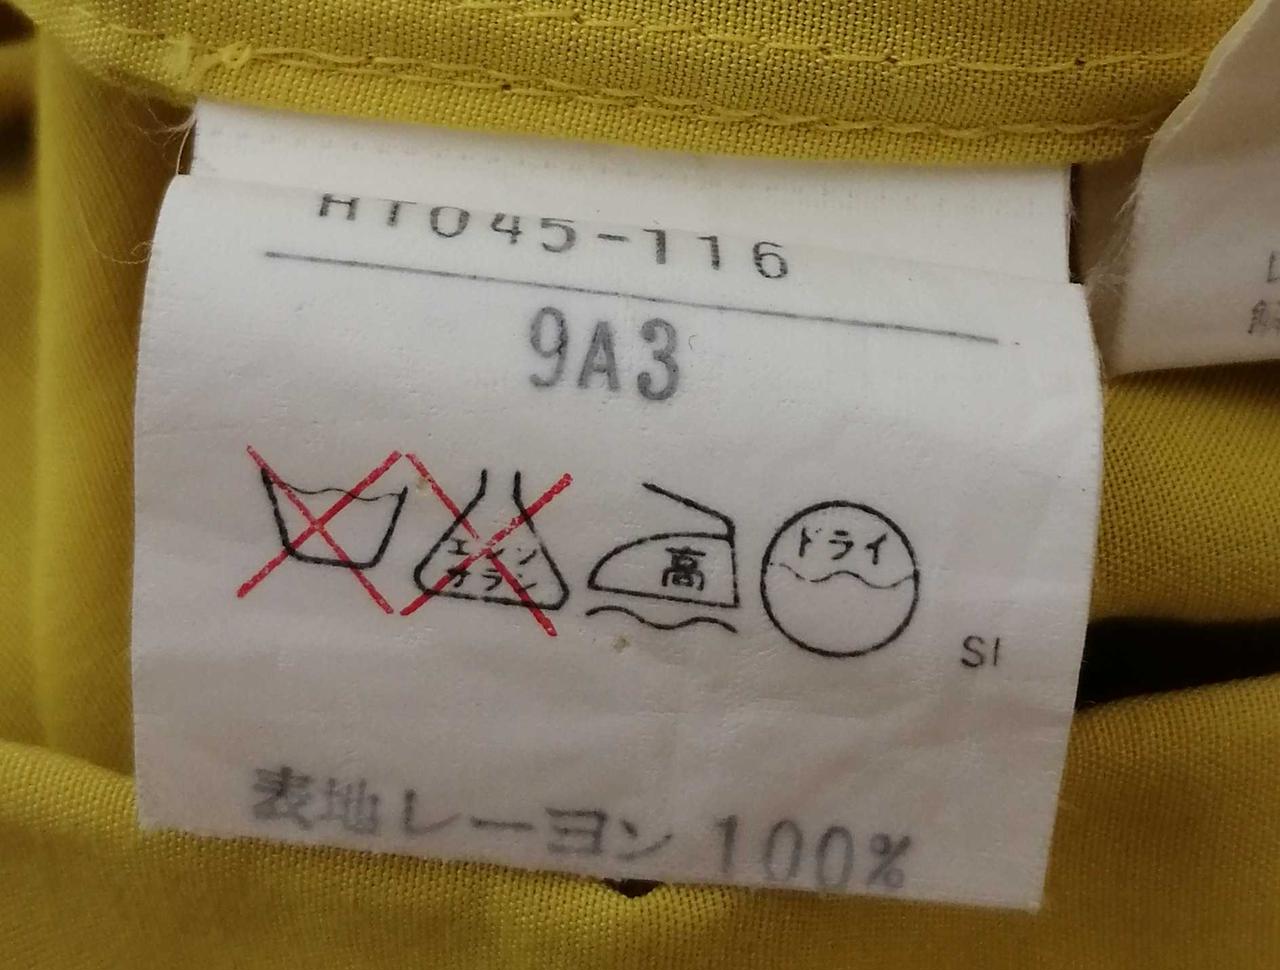 HT045-116
9A3
エンソ
サラシ
高
ドライ
SI
表地レーヨン 100%